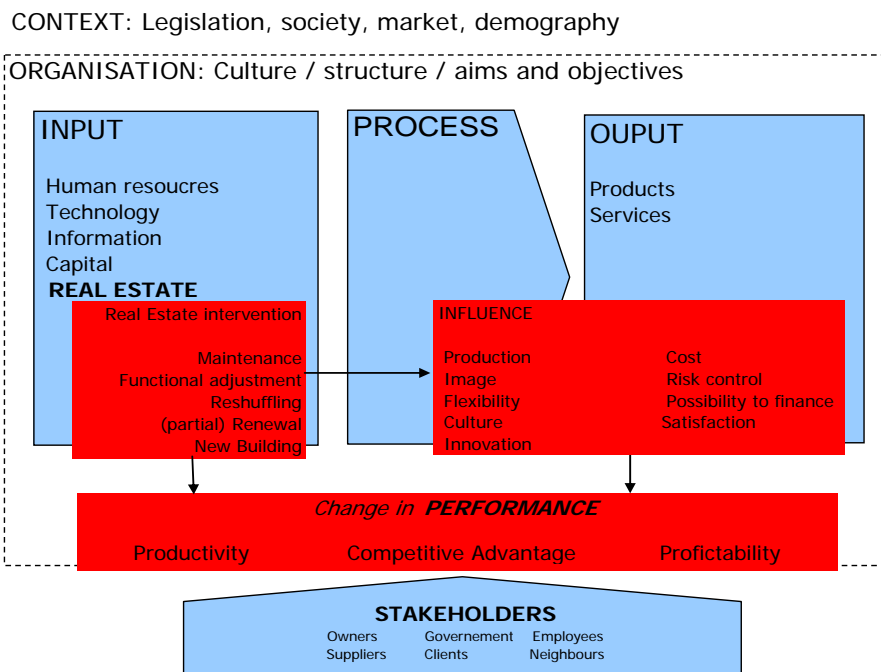 CONTEXT: Legislation, society, market, demography
ORGANISATION: Culture / structure / aims and objectives
INPUT
Human resoucres
Technology
Information
Capital
REAL ESTATE
Real Estate intervention
Maintenance
Functional adjustment
Reshuffling
(partial) Renewal
New Building
PROCESS
OUPUT
Products
Services
INFLUENCE
Production
Image
Flexibility
Culture
Innovation
Cost
Risk control
Possibility to finance
Satisfaction
Change in PERFORMANCE
Productivity Competitive Advantage Profictability
STAKEHOLDERS
Owners Governement Employees
Suppliers Clients Neighbours